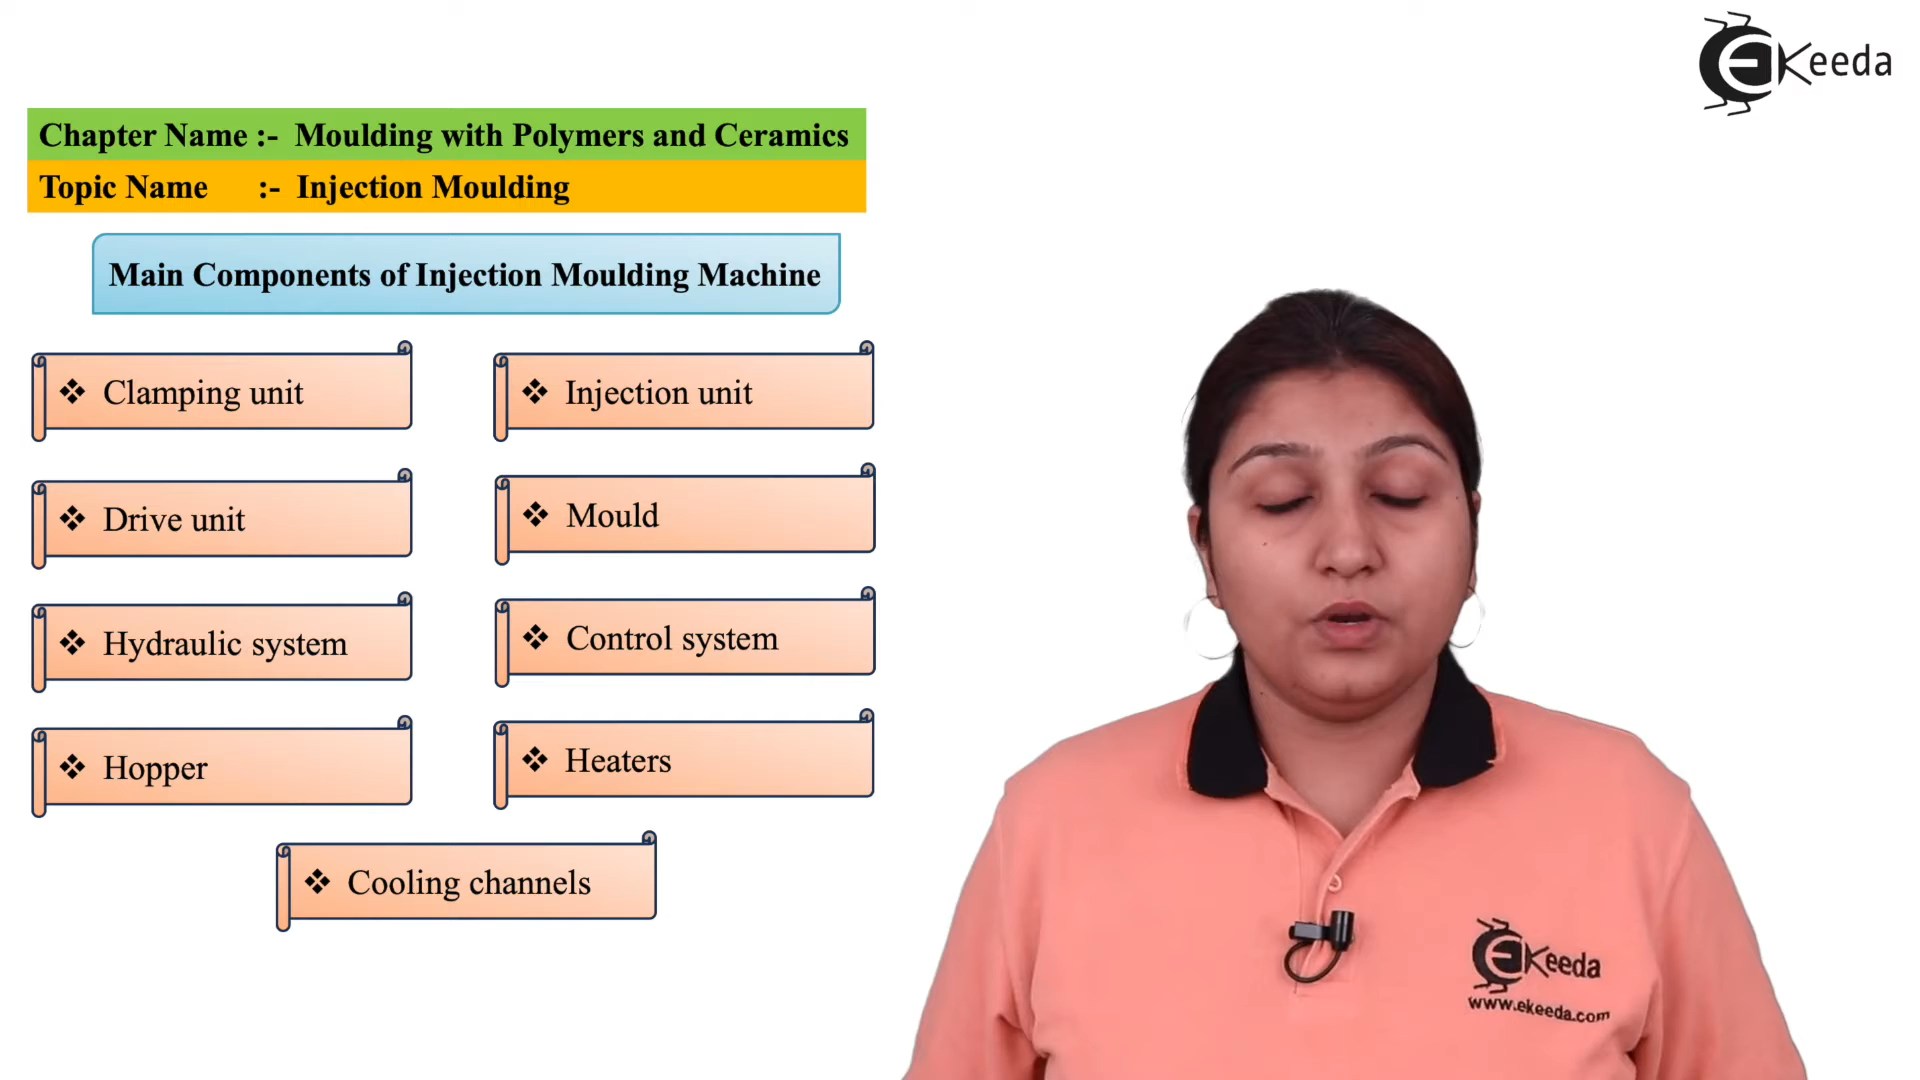 EKeeda
Chapter Name :- Moulding with Polymers and Ceramics
Topic Name :- Injection Moulding
Main Components of Injection Moulding Machine
❖ Clamping unit
❖ Injection unit
❖ Drive unit
❖ Mould
❖ Hydraulic system
❖ Control system
❖ Hopper
❖ Heaters
❖ Cooling channels
EKeeda
www.ekeeda.com